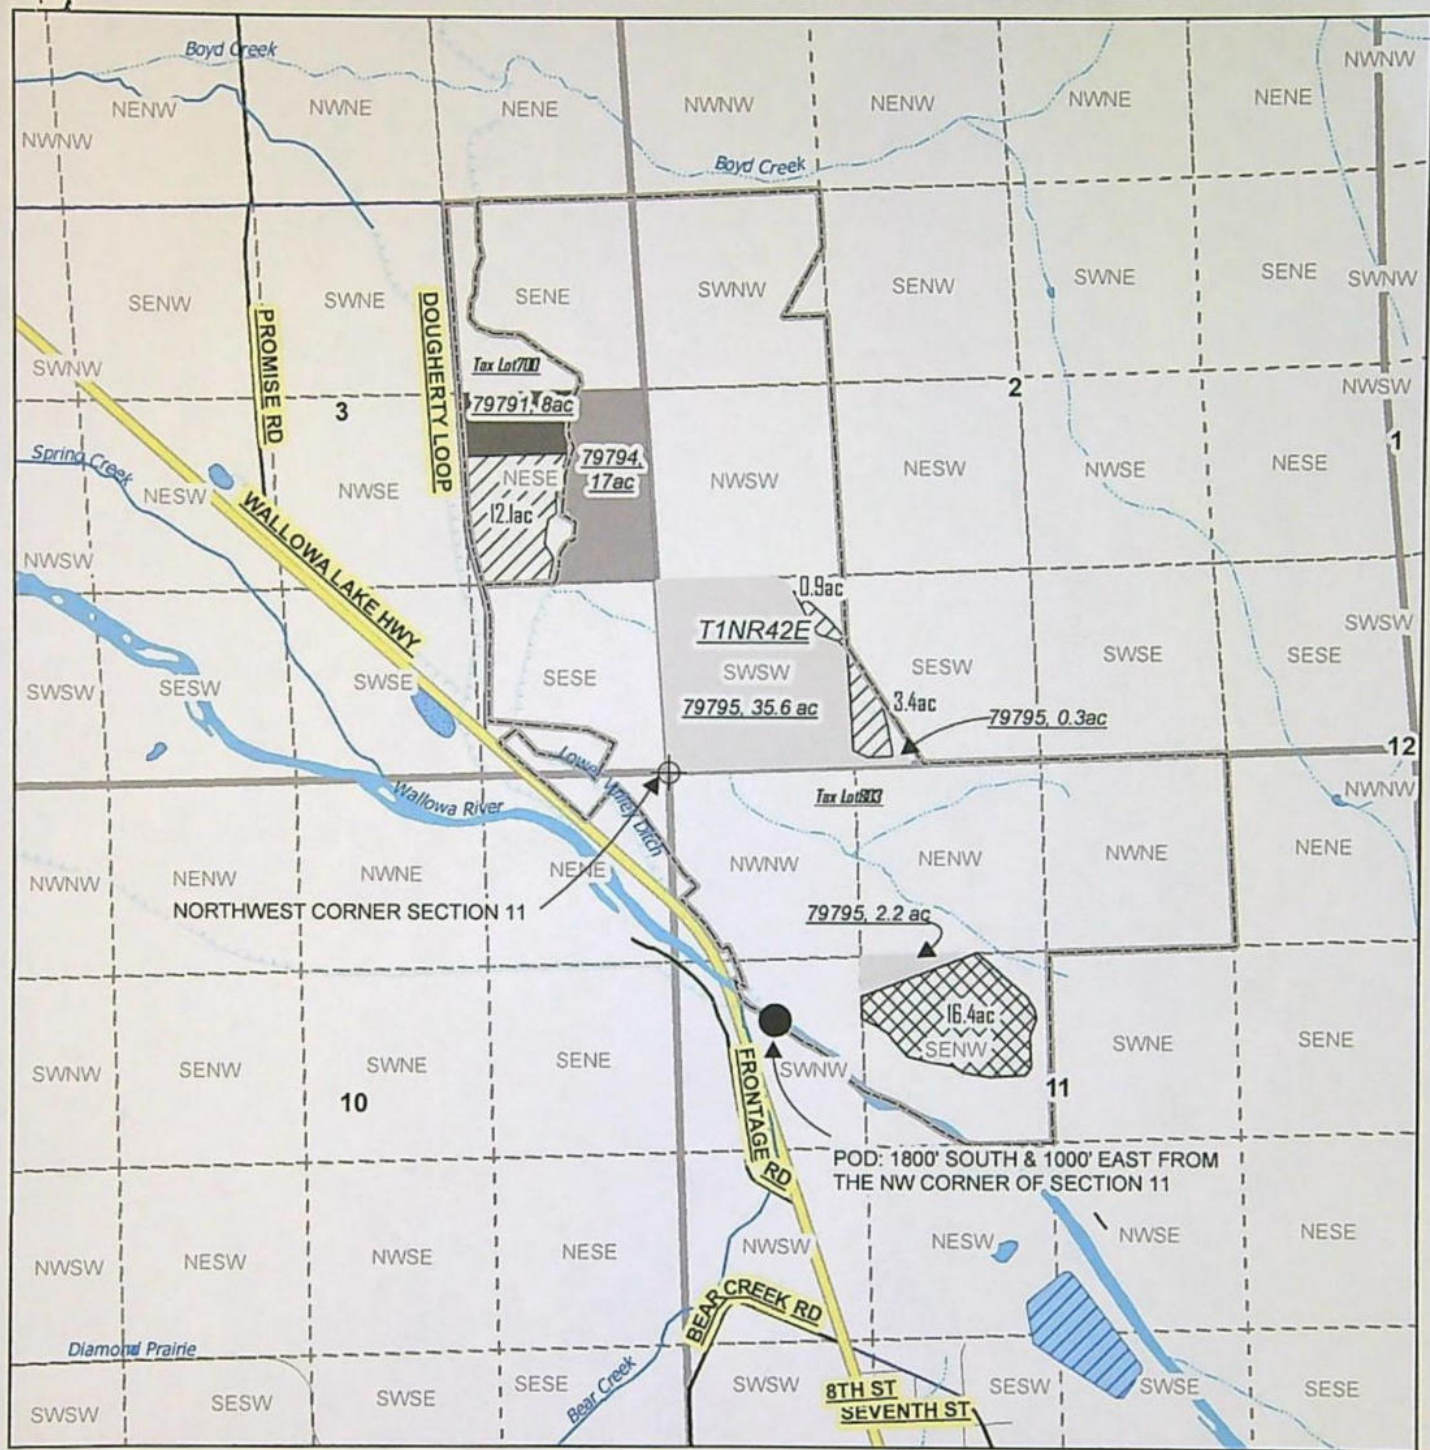 Boyd Creek
NWNW
NENW
NWNE
NENE
NWNW
NENW
NWNE
NENE
NWNW
Boyd Creek
SENW
SWNE
SENE
SWNW
SENW
SWNE
SENE
SWNW
PROMISE RD
DOUGHERTY LOOP
Tax Lot700
SWNW
3
79791, 8ac
2
NWSW
1
Spring Creek
NESW
NWSE
NESE
79794,
17ac
NWSW
NESW
NWSE
NESE
12.1ac
WALLOWA LAKE HWY
NWSW
0.9ac
T1NR42E
SWSW
SWSW
SESW
SWSE
SESE
SWSW
SESW
SWSE
SESE
79795, 35.6 ac
3.4ac
79795, 0.3ac
12
Lower Valley Ditch
Wallowa River
Tax Lot803
NWNW
NWNW
NENW
NWNE
NENE
NWNW
NENW
NWNE
NENE
NORTHWEST CORNER SECTION 11
79795, 2.2 ac
16.4ac
SENW
SWNW
SENW
SWNE
SENE
SWNW
SWNE
SENE
10
11
FRONTAGE RD
POD: 1800' SOUTH & 1000' EAST FROM
THE NW CORNER OF SECTION 11
NWSW
NESW
NWSE
NESE
NWSW
NESW
NWSE
NESE
BEAR CREEK RD
Diamond Prairie
Bear Creek
SWSW
SESW
SWSE
SESE
SWSW
SESW
SWSE
SESE
8TH ST
SEVENTH ST